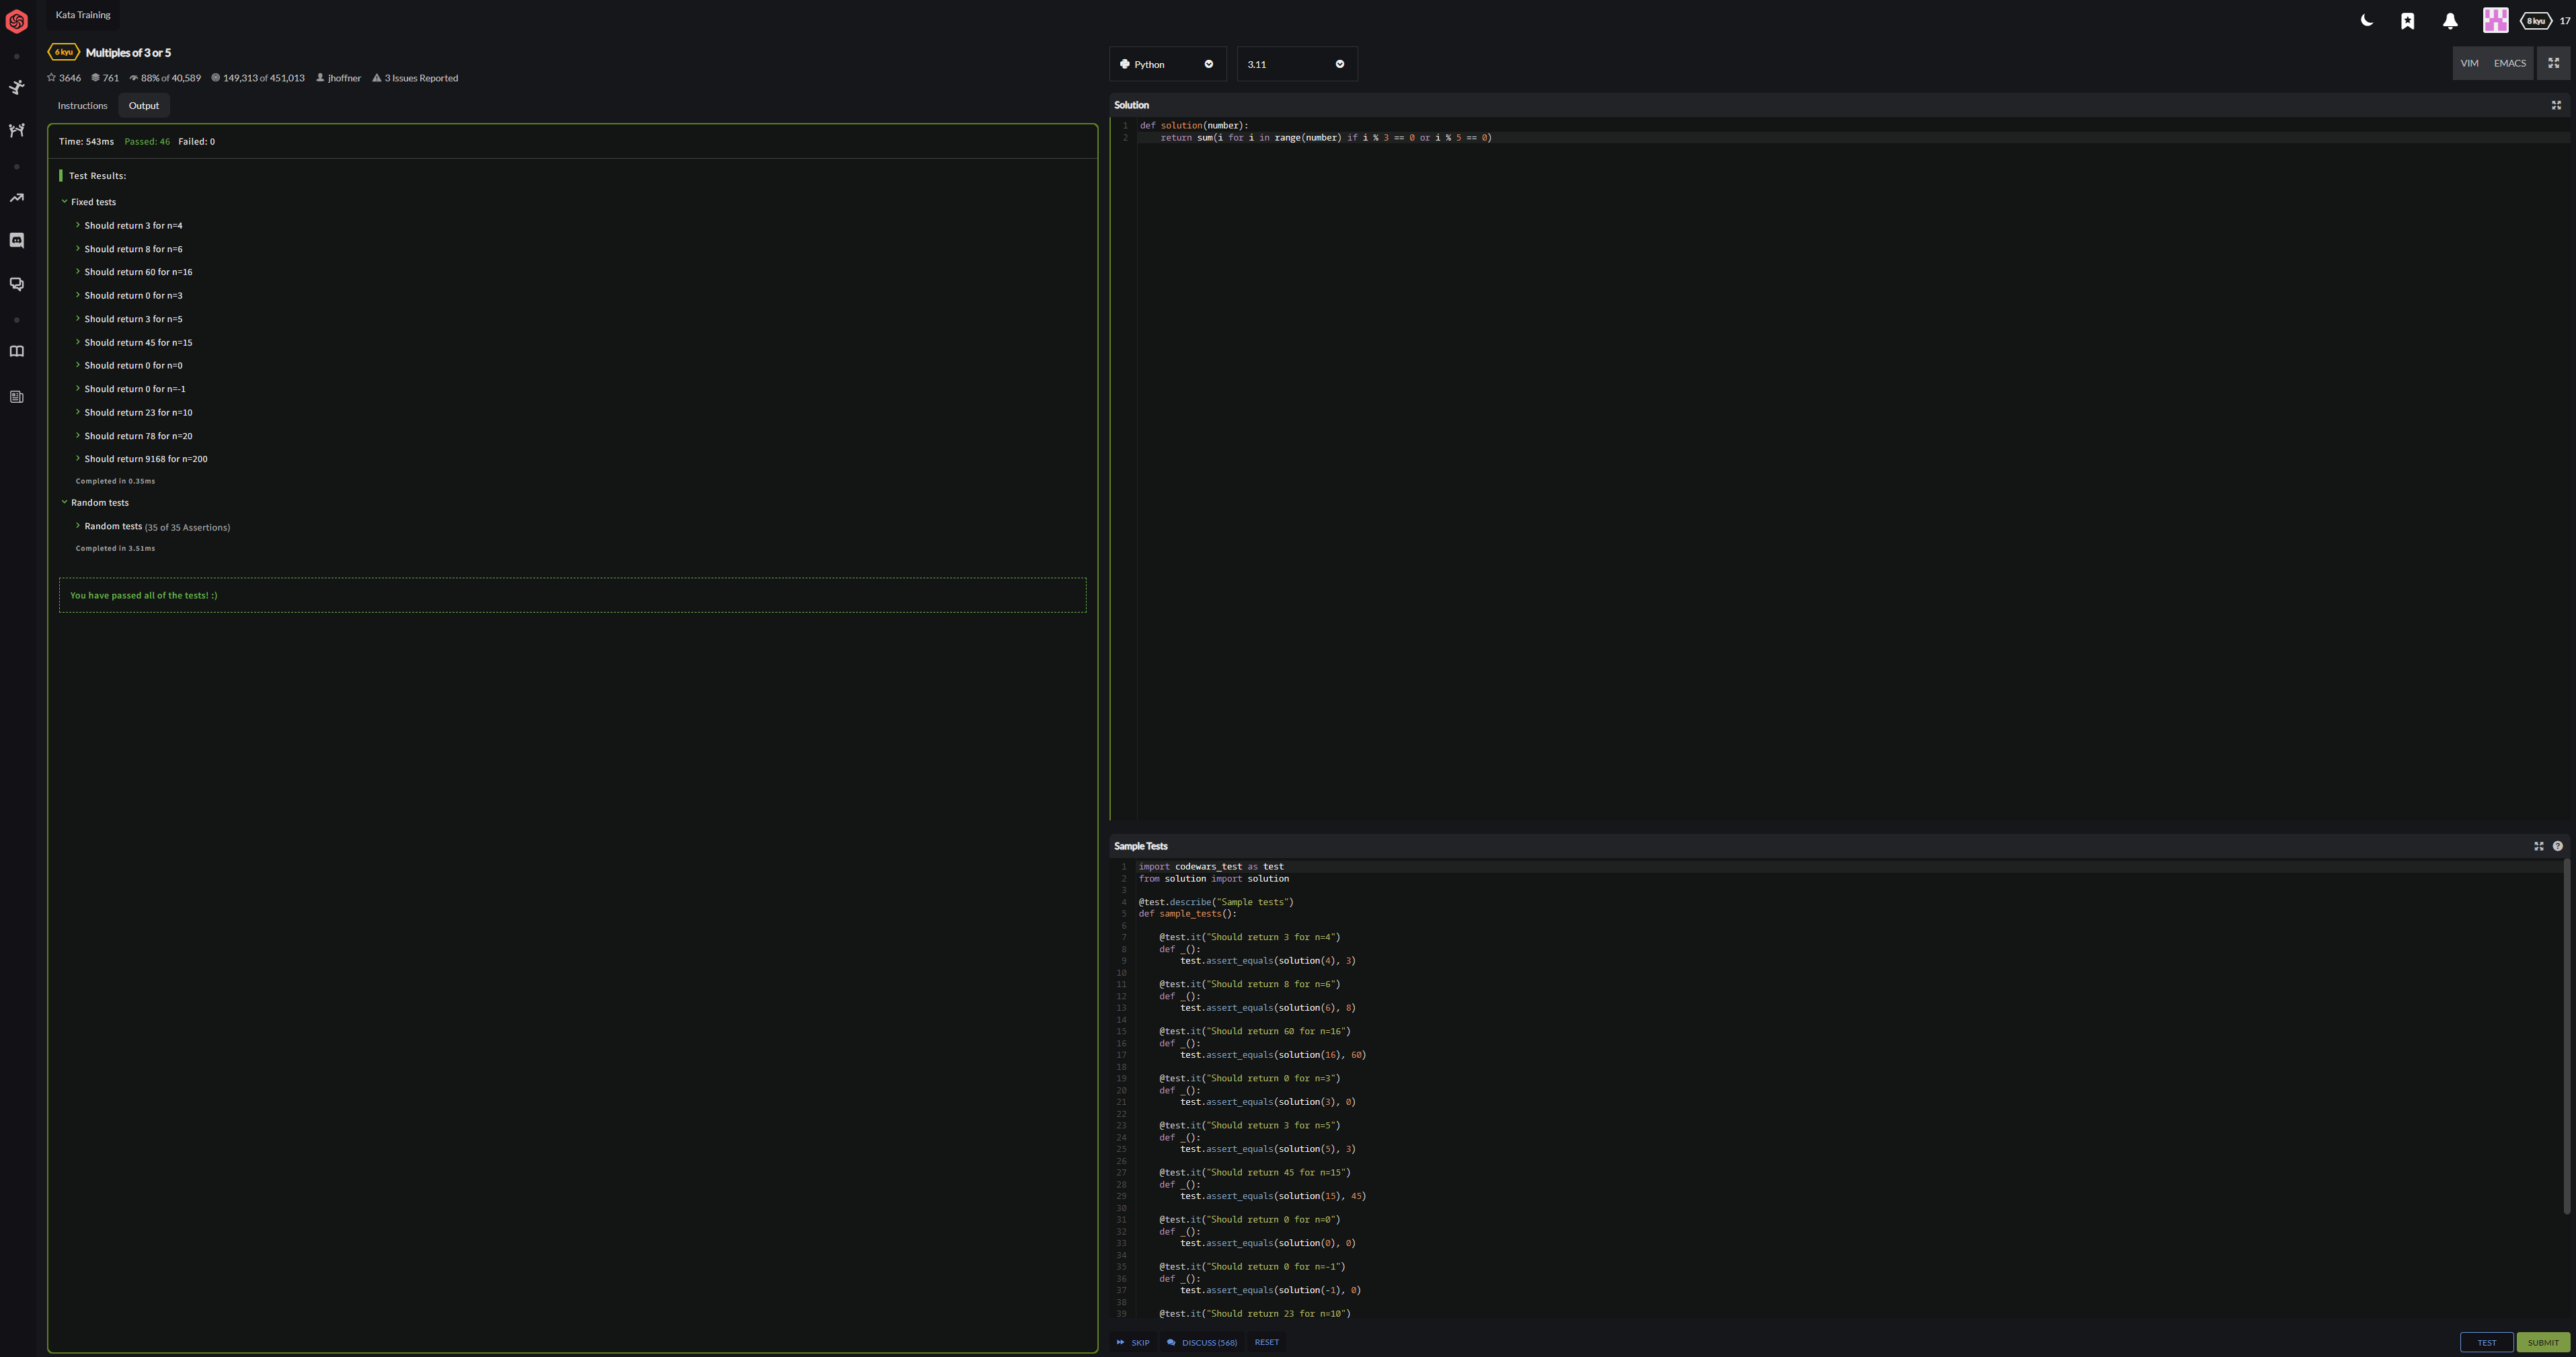 Kata Training
8 kyu 17
6 kyu Multiples of 3 or 5
3646 761 88% of 40,589 149,313 of 451,013 jhoffner 3 Issues Reported
Instructions Output
Time: 543ms Passed: 46 Failed: 0
Test Results:
Fixed tests
Should return 3 for n=4
Should return 8 for n=6
Should return 60 for n=16
Should return 0 for n=3
Should return 3 for n=5
Should return 45 for n=15
Should return 0 for n=0
Should return 0 for n=-1
Should return 23 for n=10
Should return 78 for n=20
Should return 9168 for n=200
Completed in 0.35ms
Random tests
Random tests (35 of 35 Assertions)
Completed in 3.51ms
You have passed all of the tests! :)
Python 3.11 VIM EMACS
Solution
1 def solution(number):
2 return sum(i for i in range(number) if i % 3 == 0 or i % 5 == 0)
Sample Tests
1 import codewars_test as test
2 from solution import solution
3
4 @test.describe("Sample tests")
5 def sample_tests():
6
7 @test.it("Should return 3 for n=4")
8 def _():
9 test.assert_equals(solution(4), 3)
10
11 @test.it("Should return 8 for n=6")
12 def _():
13 test.assert_equals(solution(6), 8)
14
15 @test.it("Should return 60 for n=16")
16 def _():
17 test.assert_equals(solution(16), 60)
18
19 @test.it("Should return 0 for n=3")
20 def _():
21 test.assert_equals(solution(3), 0)
22
23 @test.it("Should return 3 for n=5")
24 def _():
25 test.assert_equals(solution(5), 3)
26
27 @test.it("Should return 45 for n=15")
28 def _():
29 test.assert_equals(solution(15), 45)
30
31 @test.it("Should return 0 for n=0")
32 def _():
33 test.assert_equals(solution(0), 0)
34
35 @test.it("Should return 0 for n=-1")
36 def _():
37 test.assert_equals(solution(-1), 0)
38
39 @test.it("Should return 23 for n=10")
SKIP DISCUSS (568) RESET TEST SUBMIT